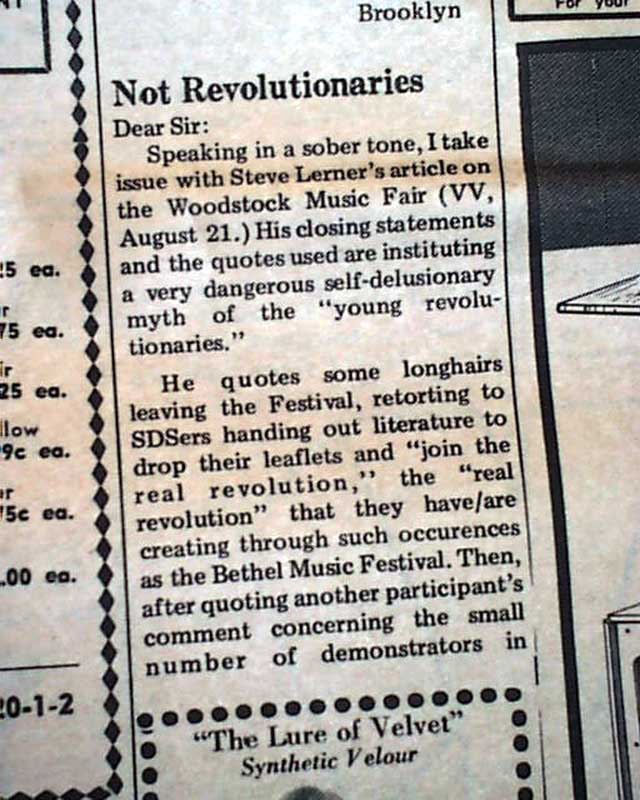 Brooklyn
For your
Not Revolutionaries
Dear Sir:
Speaking in a sober tone, I take
issue with Steve Lerner's article on
the Woodstock Music Fair (VV,
August 21.) His closing statements
and the quotes used are instituting
a very dangerous self-delusionary
myth of the "young revolu-
tionaries."
He quotes some longhairs
leaving the Festival, retorting to
SDSers handing out literature to
drop their leaflets and "join the
real revolution," the "real
revolution" that they have/are
creating through such occurences
as the Bethel Music Festival. Then,
after quoting another participant's
comment concerning the small
number of demonstrators in
"The Lure of Velvet"
Synthetic Velour
5 ea.
75 ea.
25 ea.
9c ea.
5c ea.
.00 ea.
20-1-2